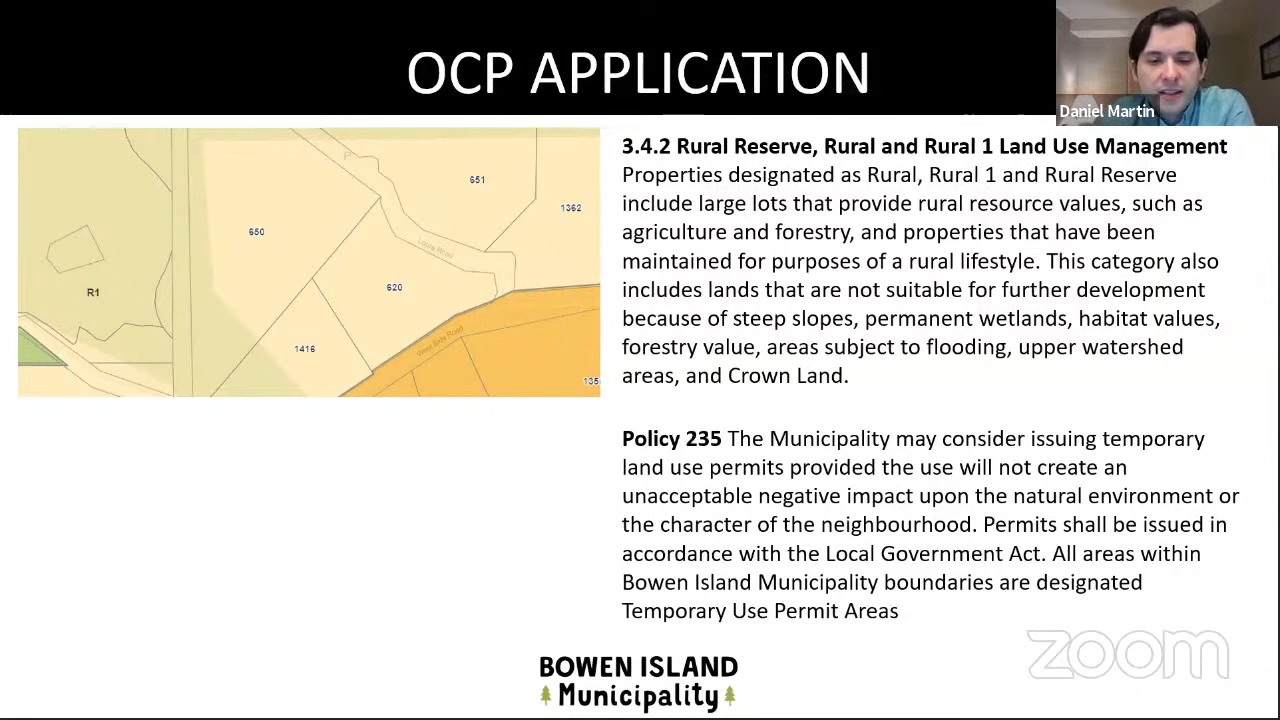 OCP APPLICATION
Daniel Martin
3.4.2 Rural Reserve, Rural and Rural 1 Land Use Management
Properties designated as Rural, Rural 1 and Rural Reserve
include large lots that provide rural resource values, such as
agriculture and forestry, and properties that have been
maintained for purposes of a rural lifestyle. This category also
includes lands that are not suitable for further development
because of steep slopes, permanent wetlands, habitat values,
forestry value, areas subject to flooding, upper watershed
areas, and Crown Land.
Policy 235 The Municipality may consider issuing temporary
land use permits provided the use will not create an
unacceptable negative impact upon the natural environment or
the character of the neighbourhood. Permits shall be issued in
accordance with the Local Government Act. All areas within
Bowen Island Municipality boundaries are designated
Temporary Use Permit Areas
P
651
1362
650
Road
620
R1
West Side Road
1416
135
BOWEN ISLAND
Municipality
zoom